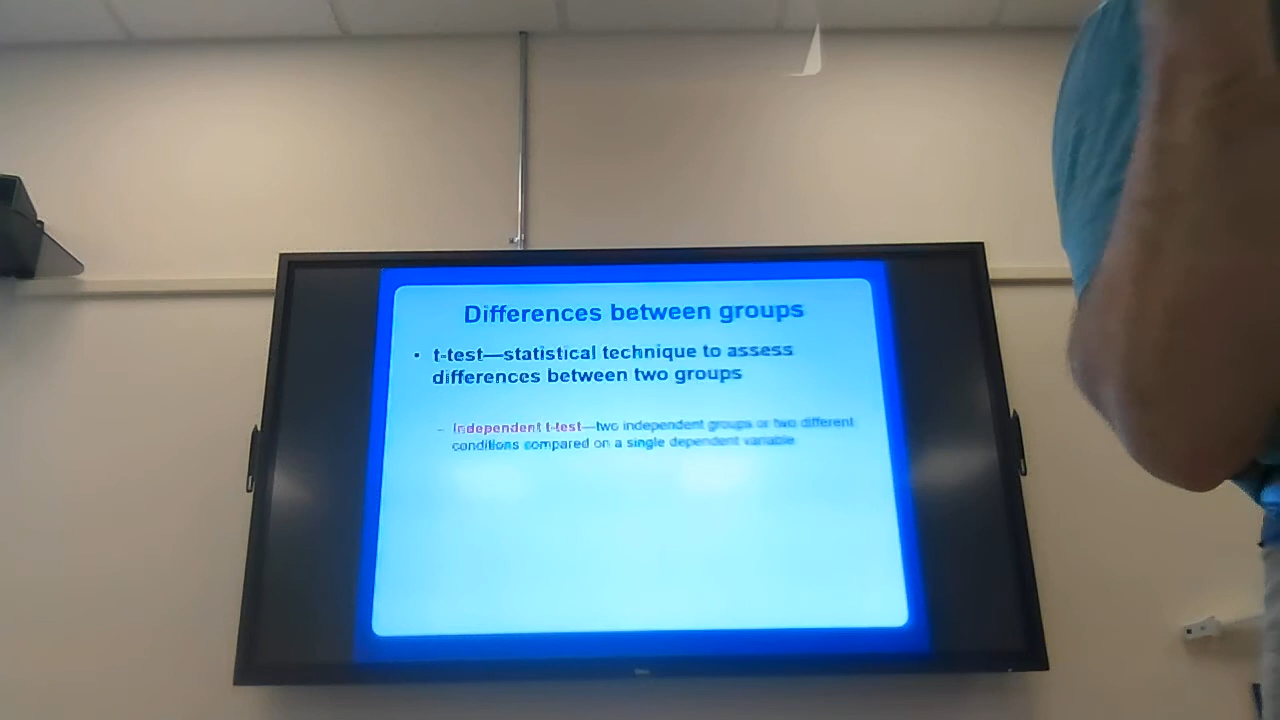 Differences between groups
• t-test—statistical technique to assess
differences between two groups
– Independent t-test—two independent groups or two different
conditions compared on a single dependent variable